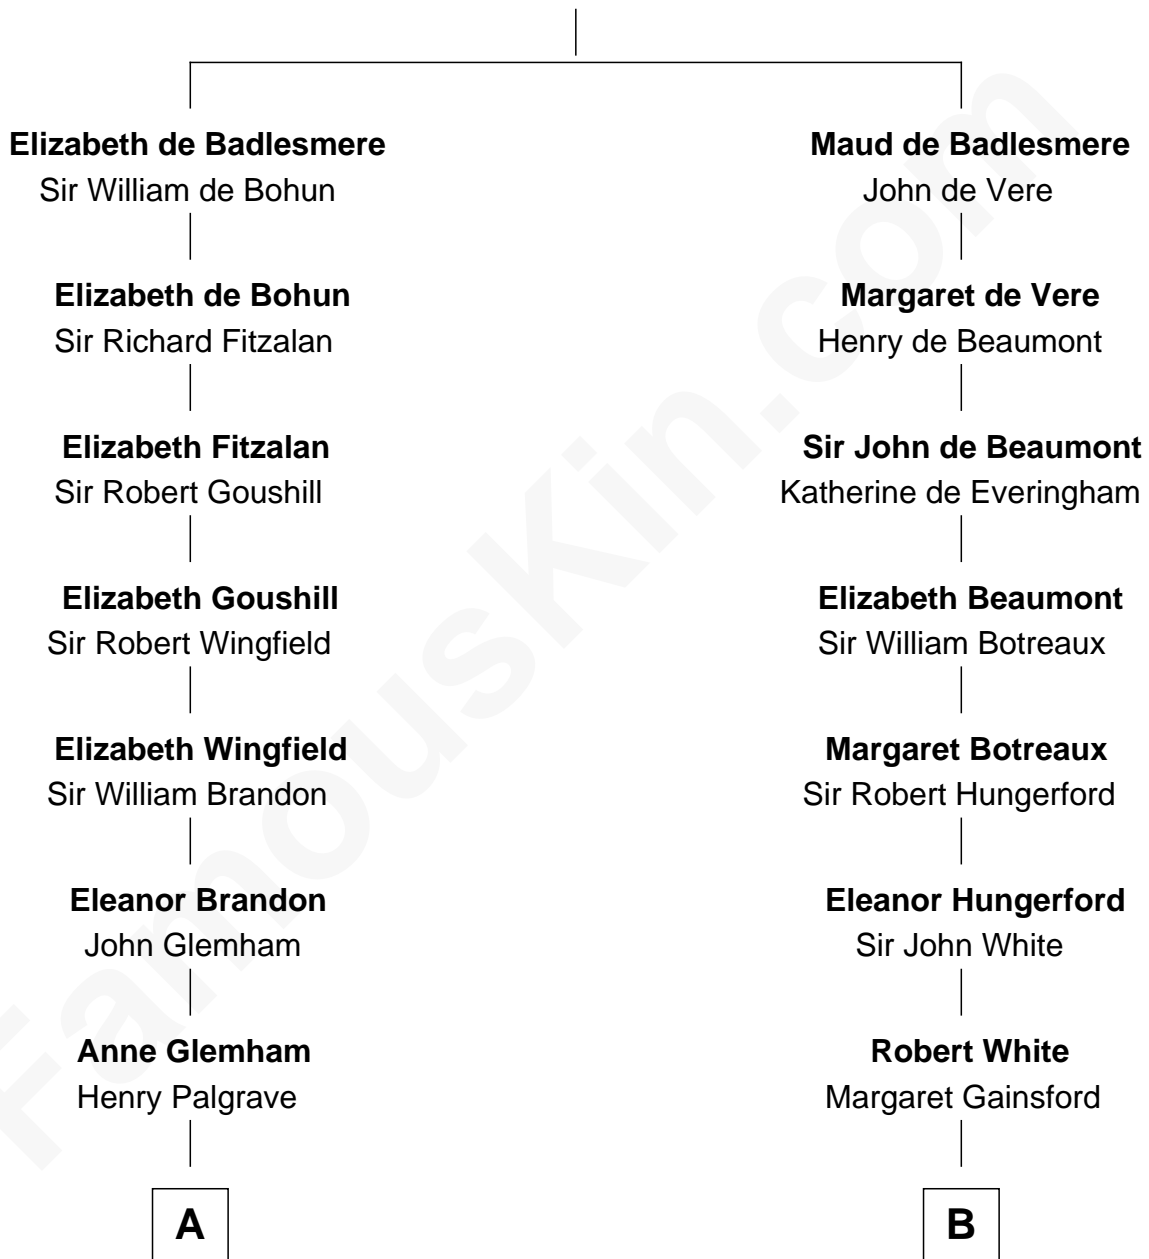 Elizabeth de Badlesmere
Sir William de Bohun
Maud de Badlesmere
John de Vere
Elizabeth de Bohun
Sir Richard Fitzalan
Margaret de Vere
Henry de Beaumont
Elizabeth Fitzalan
Sir Robert Goushill
Sir John de Beaumont
Katherine de Everingham
Elizabeth Goushill
Sir Robert Wingfield
Elizabeth Beaumont
Sir William Botreaux
Elizabeth Wingfield
Sir William Brandon
Margaret Botreaux
Sir Robert Hungerford
Eleanor Brandon
John Glemham
Eleanor Hungerford
Sir John White
Anne Glemham
Henry Palgrave
Robert White
Margaret Gainsford
A
B
FamousKin.com